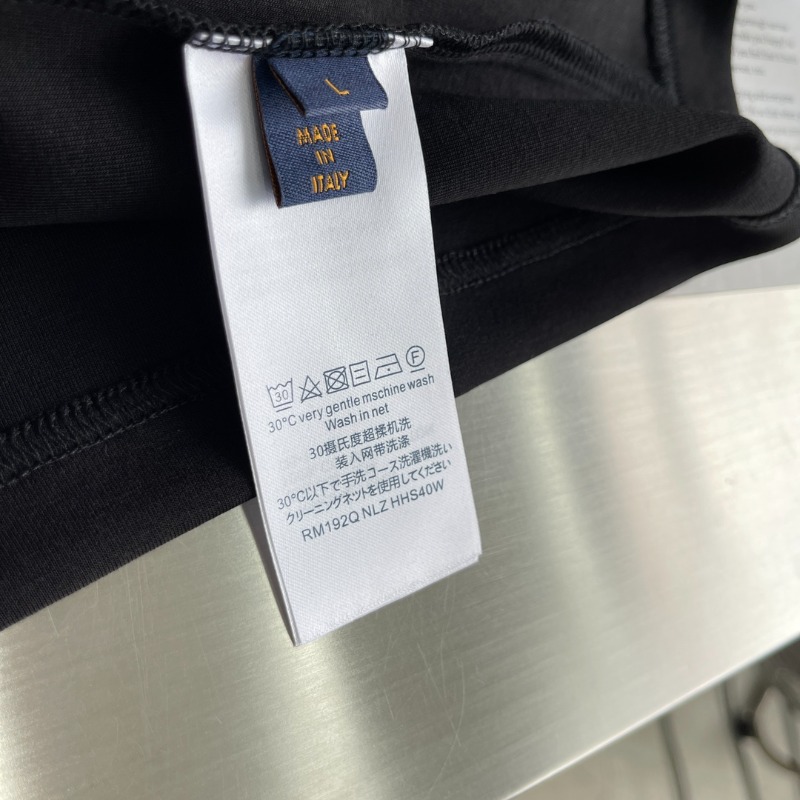 L
MADE
IN
ITALY
30 F
30°C very gentle mschine wash
Wash in net
30摄氏度超揉机洗
装入网带洗涤
30℃以下で手洗コース洗濯機洗い
クリーニングネットを使用してください
RM192Q NLZ HHS40W